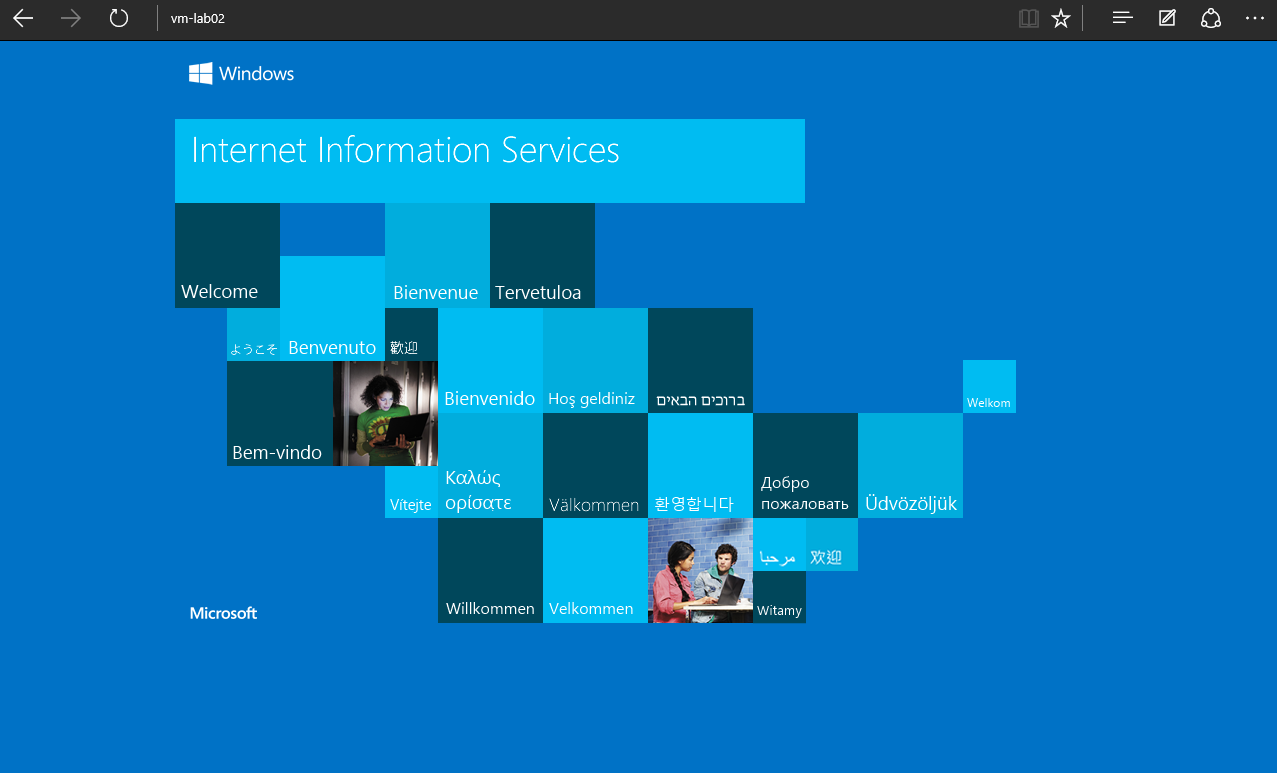 vm-lab02
Windows
Internet Information Services
Welcome
Bienvenue
Tervetuloa
ようこそ
Benvenuto
歡迎
Bienvenido
Hoş geldiniz
ברוכים הבאים
Welkom
Bem-vindo
Vítejte
Καλώς
ορίσατε
Välkommen
환영합니다
Добро
пожаловать
Üdvözöljük
مرحبا
欢迎
Willkommen
Velkommen
Witamy
Microsoft